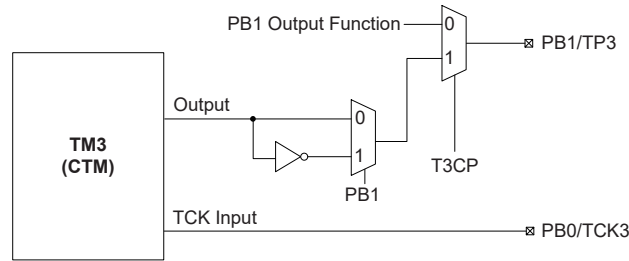 PB1 Output Function
0
1
PB1/TP3
T3CP
Output
0
1
PB1
TM3
(CTM)
TCK Input
PB0/TCK3